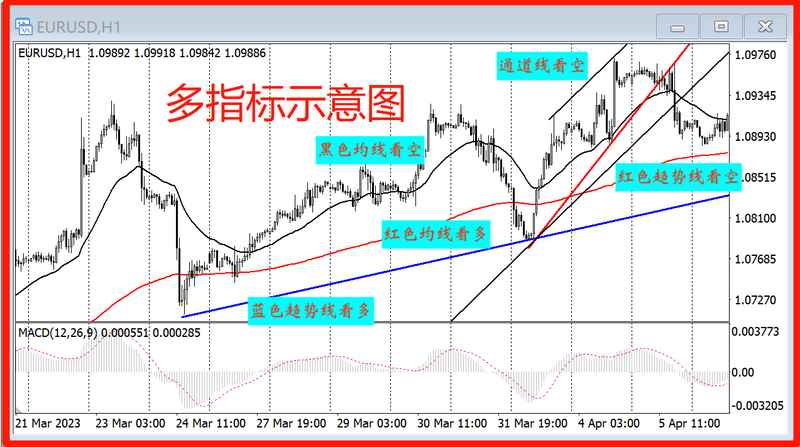 EURUSD,H1
EURUSD,H1 1.09892 1.09918 1.09842 1.09886
多指标示意图
通道线看空
黑色均线看空
红色趋势线看空
红色均线看多
蓝色趋势线看多
1.09760
1.09345
1.08930
1.08515
1.08100
1.07685
1.07270
MACD(12,26,9) 0.000551 0.000285
0.003773
0.00
-0.003205
21 Mar 2023
23 Mar 03:00
24 Mar 11:00
27 Mar 19:00
29 Mar 03:00
30 Mar 11:00
31 Mar 19:00
4 Apr 03:00
5 Apr 11:00